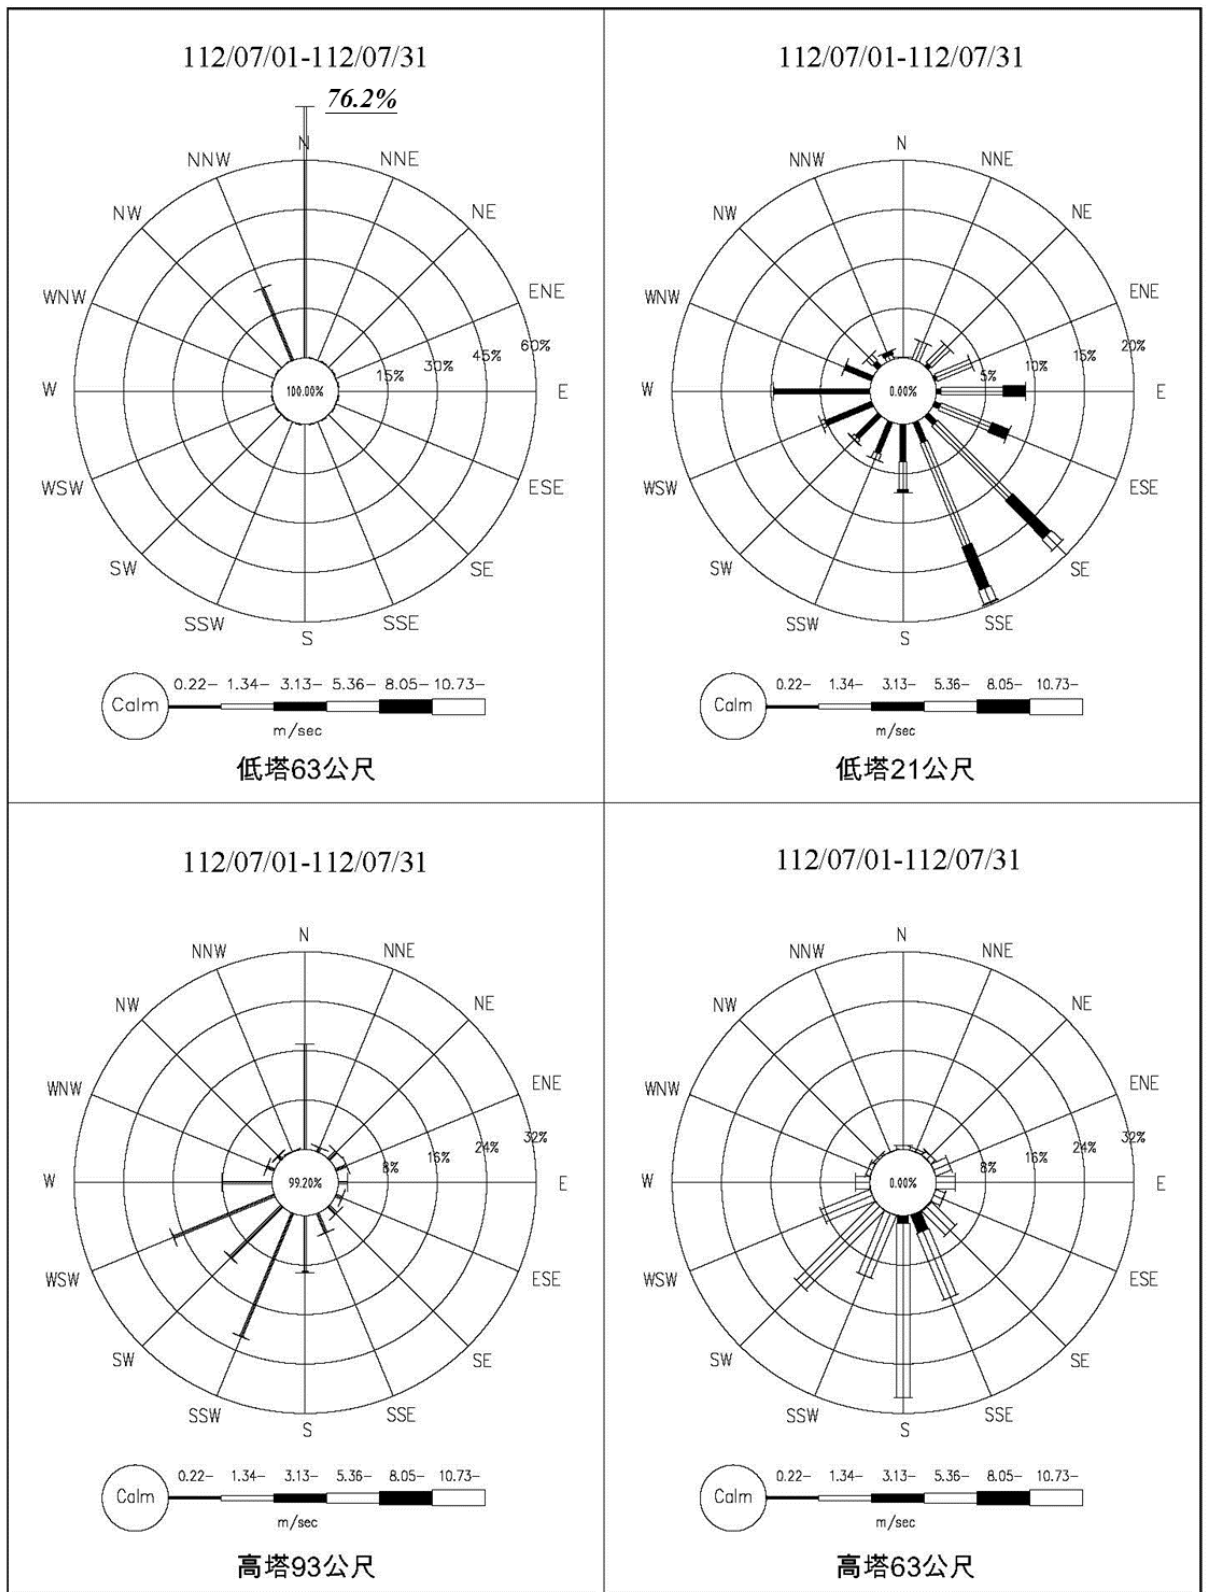 112/07/01-112/07/31
76.2%
N
NNW
NNE
NW
NE
WNW
ENE
60%
45%
30%
15%
W
100.00%
E
WSW
ESE
SW
SE
SSW
SSE
S
Calm
0.22- 1.34- 3.13- 5.36- 8.05- 10.73-
m/sec
低塔63公尺
112/07/01-112/07/31
N
NNW
NNE
NW
NE
WNW
ENE
20%
15%
10%
5%
W
0.00%
E
WSW
ESE
SW
SE
SSW
SSE
S
Calm
0.22- 1.34- 3.13- 5.36- 8.05- 10.73-
m/sec
低塔21公尺
112/07/01-112/07/31
N
NNW
NNE
NW
NE
WNW
ENE
32%
24%
16%
8%
W
99.20%
E
WSW
ESE
SW
SE
SSW
SSE
S
Calm
0.22- 1.34- 3.13- 5.36- 8.05- 10.73-
m/sec
高塔93公尺
112/07/01-112/07/31
N
NNW
NNE
NW
NE
WNW
ENE
32%
24%
16%
8%
W
0.00%
E
WSW
ESE
SW
SE
SSW
SSE
S
Calm
0.22- 1.34- 3.13- 5.36- 8.05- 10.73-
m/sec
高塔63公尺